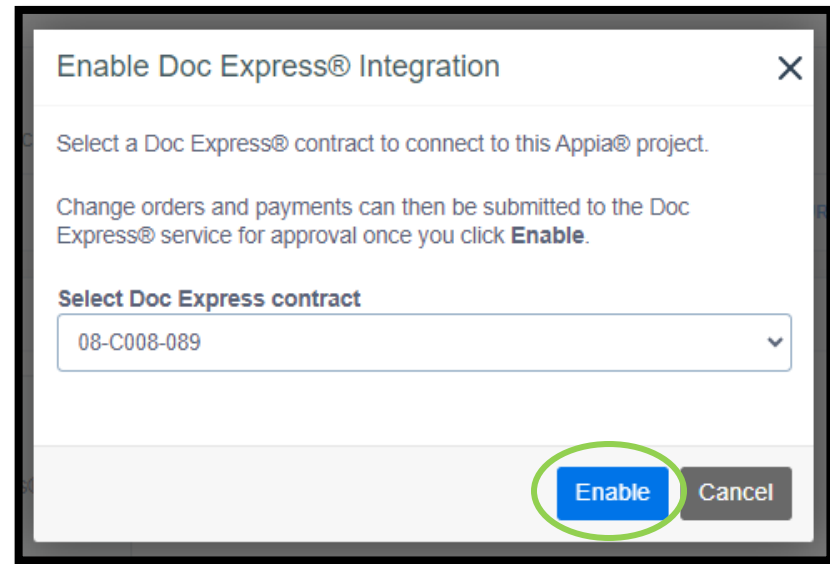 Enable Doc Express® Integration
Select a Doc Express® contract to connect to this Appia® project.
Change orders and payments can then be submitted to the Doc
Express® service for approval once you click Enable.
Select Doc Express contract
08-C008-089
Enable Cancel